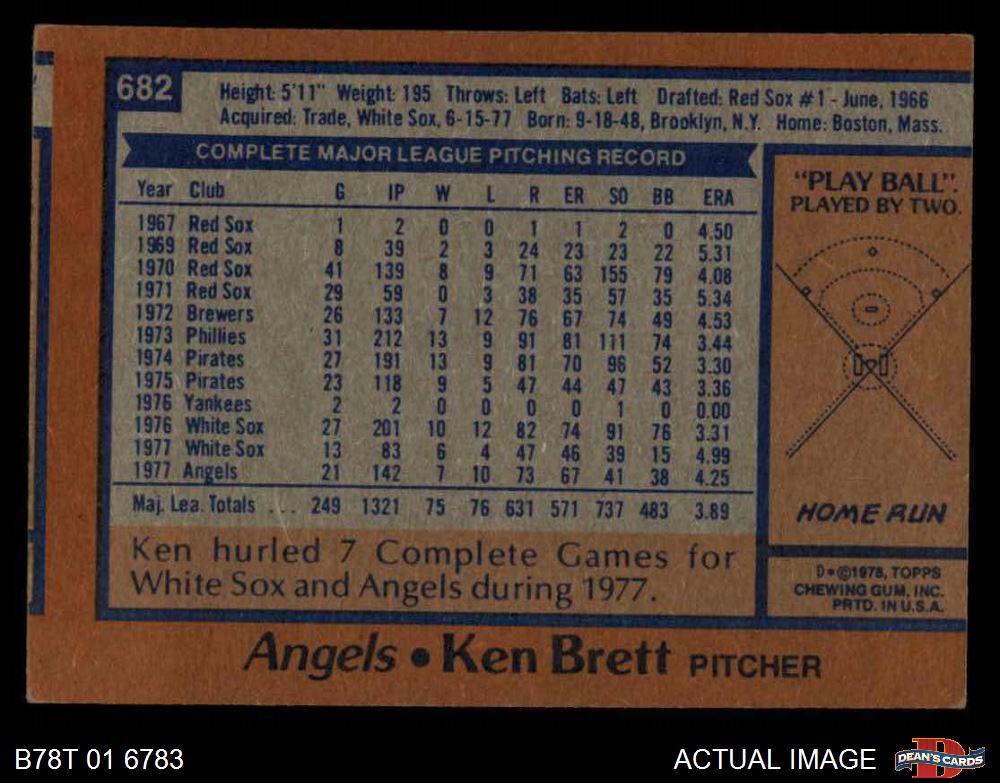 682
Height: 5'11" Weight: 195 Throws: Left Bats: Left Drafted: Red Sox #1 - June, 1966
Acquired: Trade, White Sox, 6-15-77 Born: 9-18-48, Brooklyn, N.Y. Home: Boston, Mass.
COMPLETE MAJOR LEAGUE PITCHING RECORD
Year Club G IP W L R ER SO BB ERA
1967 Red Sox 1 2 0 0 1 1 2 0 4.50
1969 Red Sox 8 39 2 3 24 23 23 22 5.31
1970 Red Sox 41 139 8 9 71 63 155 79 4.08
1971 Red Sox 29 59 0 3 38 35 57 35 5.34
1972 Brewers 26 133 7 12 76 67 74 49 4.53
1973 Phillies 31 212 13 9 91 81 111 74 3.44
1974 Pirates 27 191 13 9 81 70 96 52 3.30
1975 Pirates 23 118 9 5 47 44 47 43 3.36
1976 Yankees 2 2 0 0 0 0 1 0 0.00
1976 White Sox 27 201 10 12 82 74 91 76 3.31
1977 White Sox 13 83 6 4 47 46 39 15 4.99
1977 Angels 21 142 7 10 73 67 41 38 4.25
Maj. Lea. Totals ... 249 1321 75 76 631 571 737 483 3.89
Ken hurled 7 Complete Games for
White Sox and Angels during 1977.
"PLAY BALL".
PLAYED BY TWO.
HOME RUN
D*©1978, TOPPS
CHEWING GUM, INC.
PRTD. IN U.S.A.
Angels • Ken Brett PITCHER
B78T 01 6783
ACTUAL IMAGE
D
DEAN'S CARDS